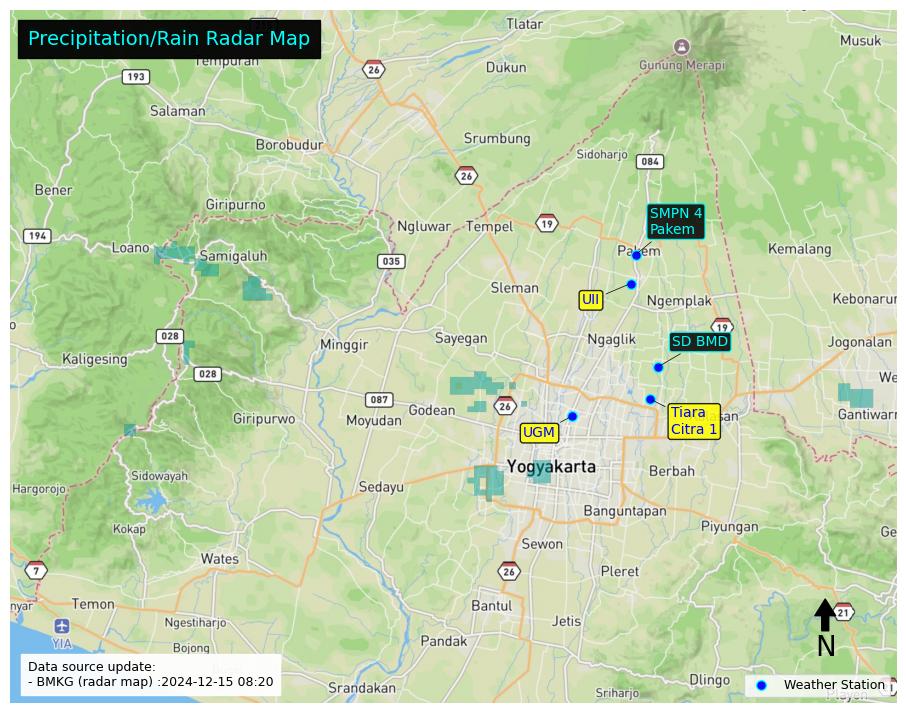 Precipitation/Rain Radar Map
Tlatar
Musuk
26
Gunung Merapi
Dukun
193
Salaman
Srumbung
Borobudur
Sidoharjo
084
26
Bener
Giripurno
SMPN 4
Pakem
Ngluwar
Tempel
19
194
Loano
Samigaluh
035
Pakem
Kemalang
Sleman
UII
Ngemplak
Kebonarum
19
028
Minggir
Sayegan
Ngaglik
SD BMD
Jogonalan
Kaligesing
028
087
Godean
26
Tiara
Citra 1
Gantiwarn
Giripurwo
Moyudan
UGM
Yogyakarta
Berbah
Sidowayah
Hargorojo
Sedayu
Banguntapan
Kokap
Piyungan
Sewon
Wates
7
26
Pleret
Temon
Bantul
21
Ngestiharjo
Jetis
YIA
Bojong
Pandak
N
Data source update:
- BMKG (radar map) :2024-12-15 08:20
Dlingo
Srandakan
Sriharjo
Weather Station